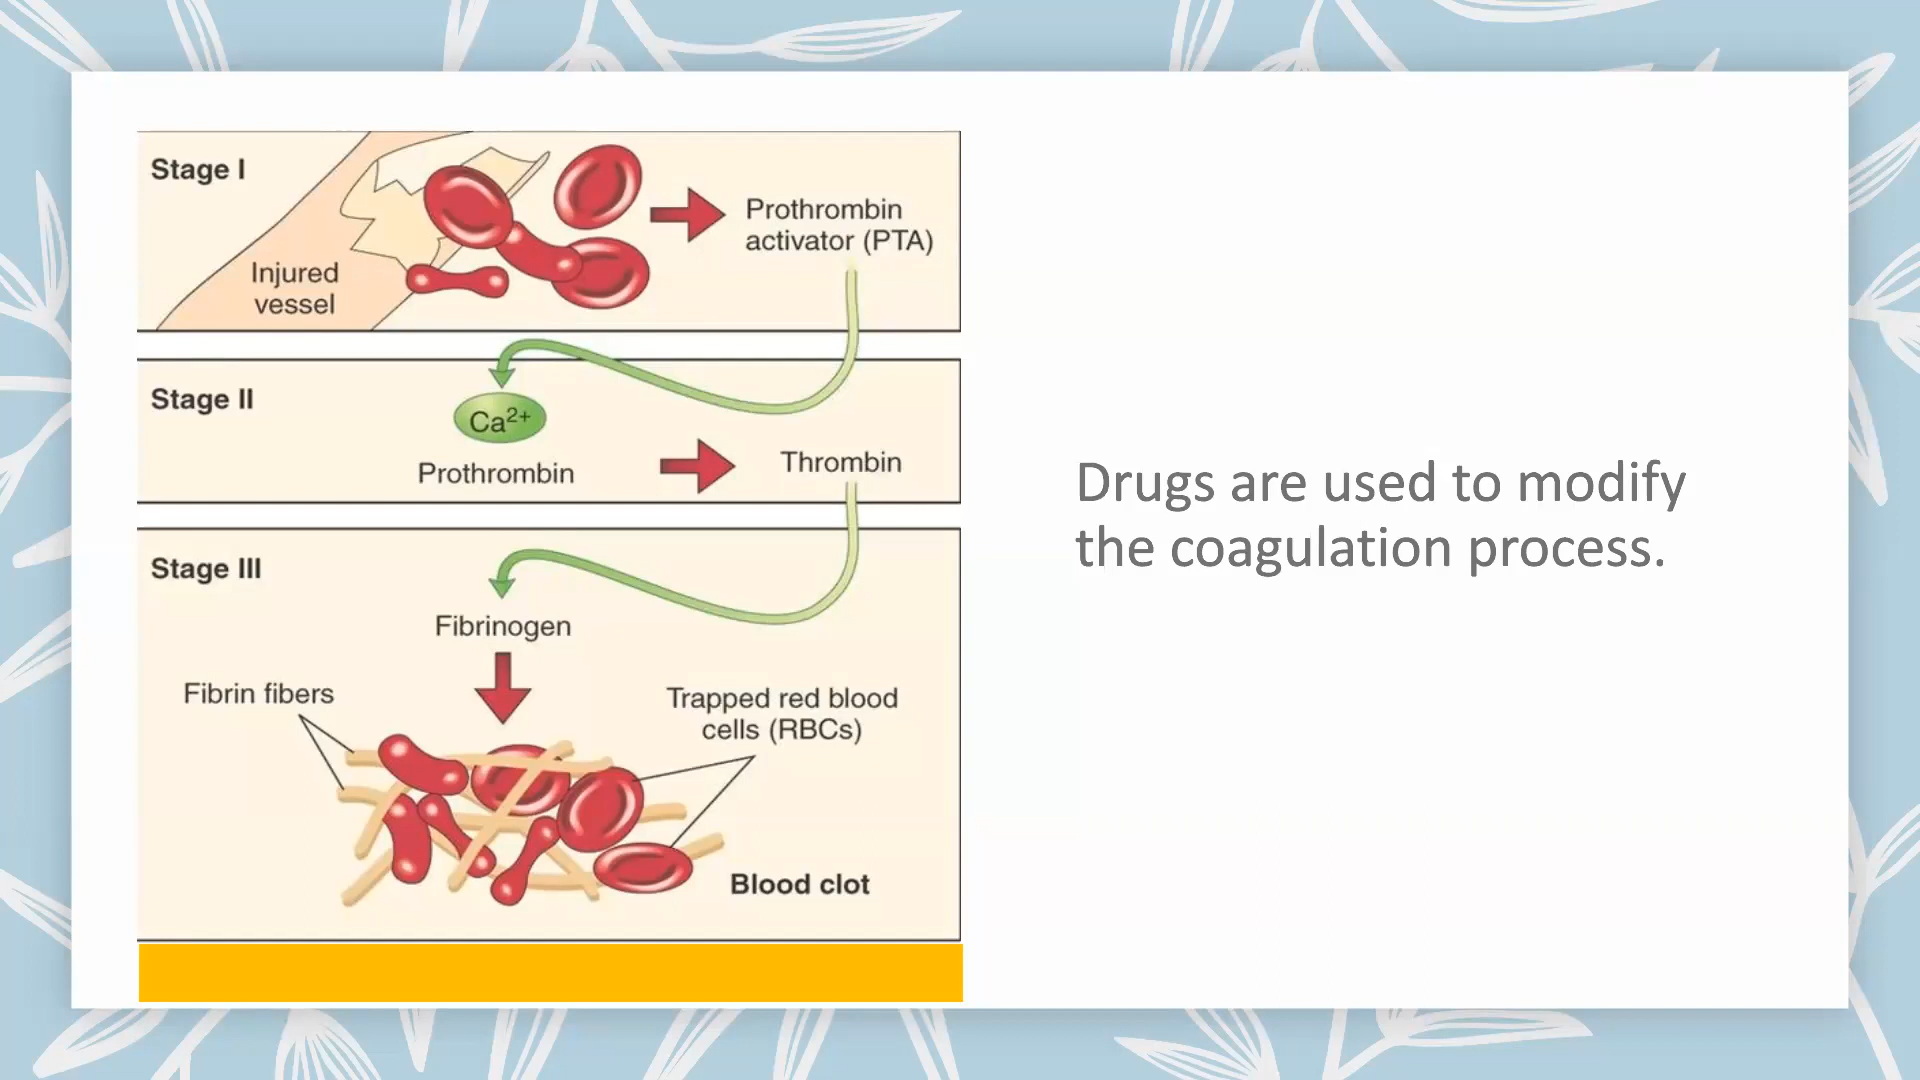 Stage I
Injured
vessel
Prothrombin
activator (PTA)
Stage II
Ca²⁺
Prothrombin
Thrombin
Stage III
Fibrinogen
Fibrin fibers
Trapped red blood
cells (RBCs)
Blood clot
Drugs are used to modify
the coagulation process.